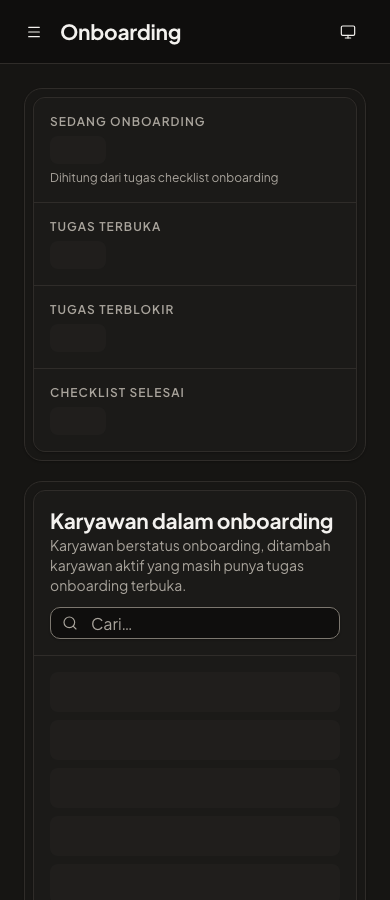 Onboarding
SEDANG ONBOARDING
Dihitung dari tugas checklist onboarding
TUGAS TERBUKA
TUGAS TERBLOKIR
CHECKLIST SELESAI
Karyawan dalam onboarding
Karyawan berstatus onboarding, ditambah
karyawan aktif yang masih punya tugas
onboarding terbuka.
Cari...